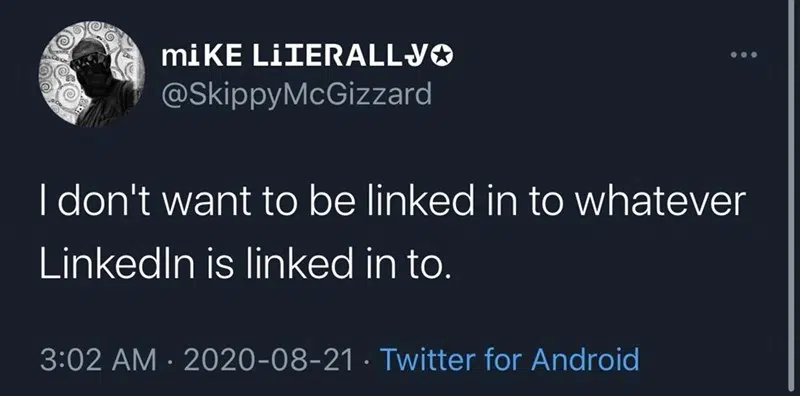 miKE LiTERALLY✪
@SkippyMcGizzard
I don't want to be linked in to whatever
LinkedIn is linked in to.
3:02 AM · 2020-08-21 · Twitter for Android